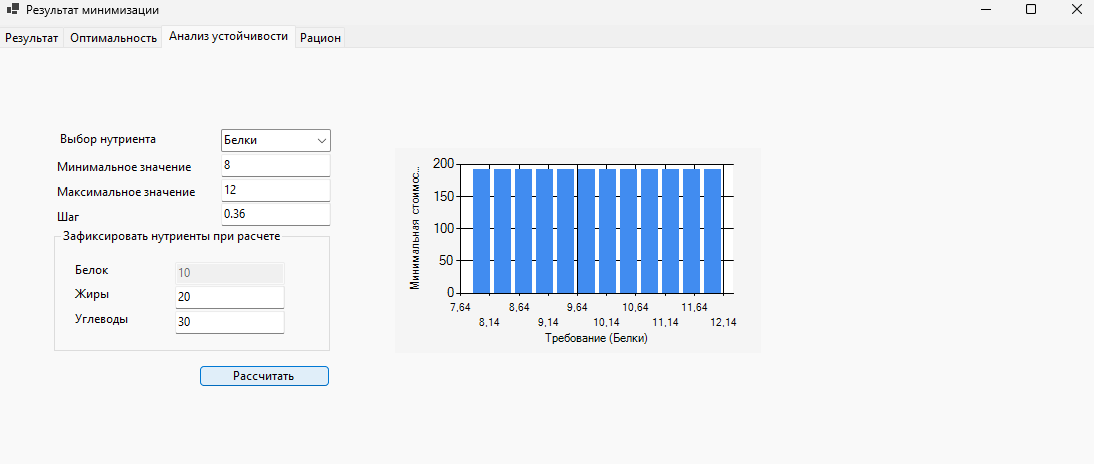 Результат минимизации
Результат Оптимальность Анализ устойчивости Рацион
Выбор нутриента Белки
Минимальное значение 8
Максимальное значение 12
Шаг 0.36
Зафиксировать нутриенты при расчете
Белок 10
Жиры 20
Углеводы 30
Рассчитать
Минимальная стоимос...
200
150
100
50
0
7,64 8,64 9,64 10,64 11,64
8,14 9,14 10,14 11,14 12,14
Требование (Белки)